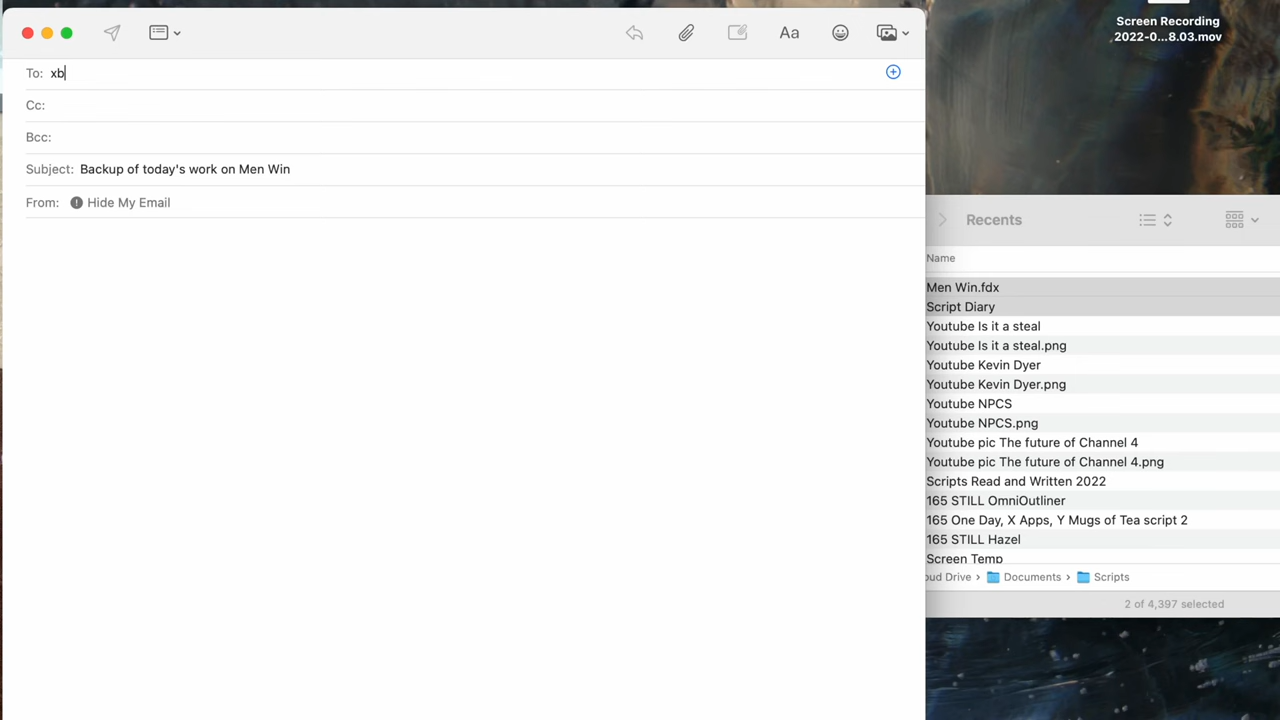 Screen Recording
2022-0...8.03.mov
Aa
To: xb
Cc:
Bcc:
Subject: Backup of today's work on Men Win
From: Hide My Email
Recents
Name
Men Win.fdx
Script Diary
Youtube Is it a steal
Youtube Is it a steal.png
Youtube Kevin Dyer
Youtube Kevin Dyer.png
Youtube NPCS
Youtube NPCS.png
Youtube pic The future of Channel 4
Youtube pic The future of Channel 4.png
Scripts Read and Written 2022
165 STILL OmniOutliner
165 One Day, X Apps, Y Mugs of Tea script 2
165 STILL Hazel
Screen Temp
oud Drive › Documents › Scripts
2 of 4,397 selected